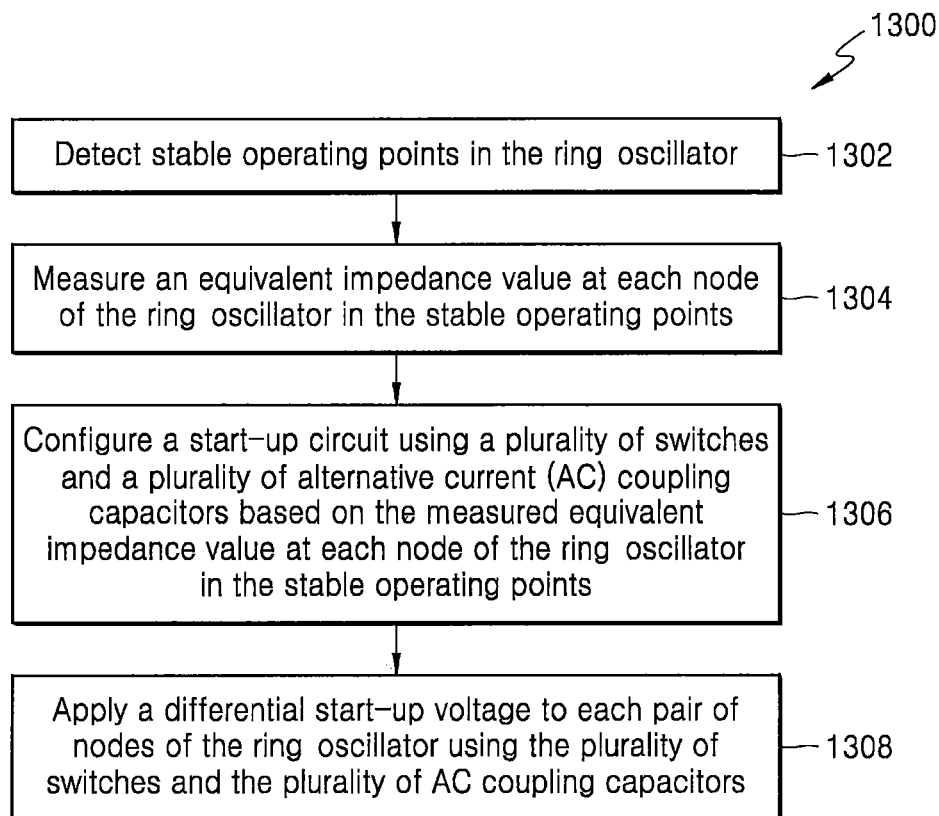 1300
Detect stable operating points in the ring oscillator
1302
Measure an equivalent impedance value at each node
of the ring oscillator in the stable operating points
1304
Configure a start-up circuit using a plurality of switches
and a plurality of alternative current (AC) coupling
capacitors based on the measured equivalent
impedance value at each node of the ring oscillator
in the stable operating points
1306
Apply a differential start-up voltage to each pair of
nodes of the ring oscillator using the plurality of
switches and the plurality of AC coupling capacitors
1308